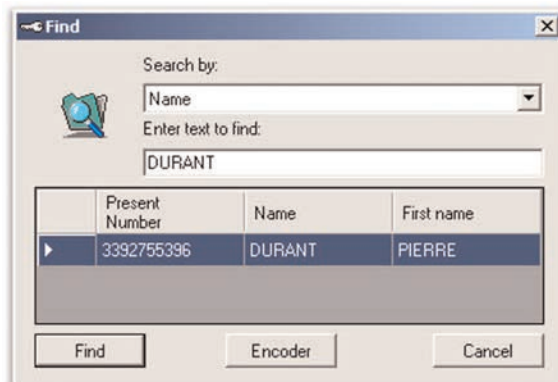 Find
Search by:
Name
Enter text to find:
DURANT
Present
Number
Name
First name
3392755396
DURANT
PIERRE
Find
Encoder
Cancel